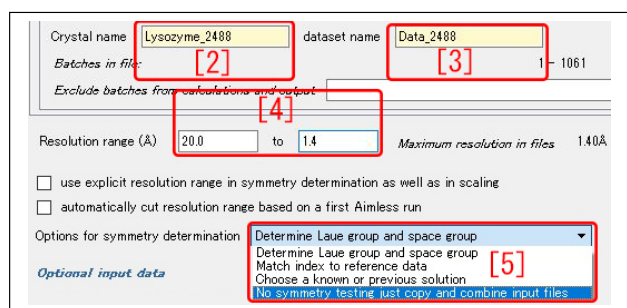 Crystal name Lysozyme_2488 dataset name Data_2488
Batches in file: [2] [3] 1 - 1061
Exclude batches from calculations and output [4]
Resolution range (Å) 20.0 to 1.4 Maximum resolution in files 1.40Å
use explicit resolution range in symmetry determination as well as in scaling
automatically cut resolution range based on a first Aimless run
Options for symmetry determination Determine Laue group and space group
Determine Laue group and space group
Optional input data Match index to reference data [5]
Choose a known or previous solution
No symmetry testing just copy and combine input files